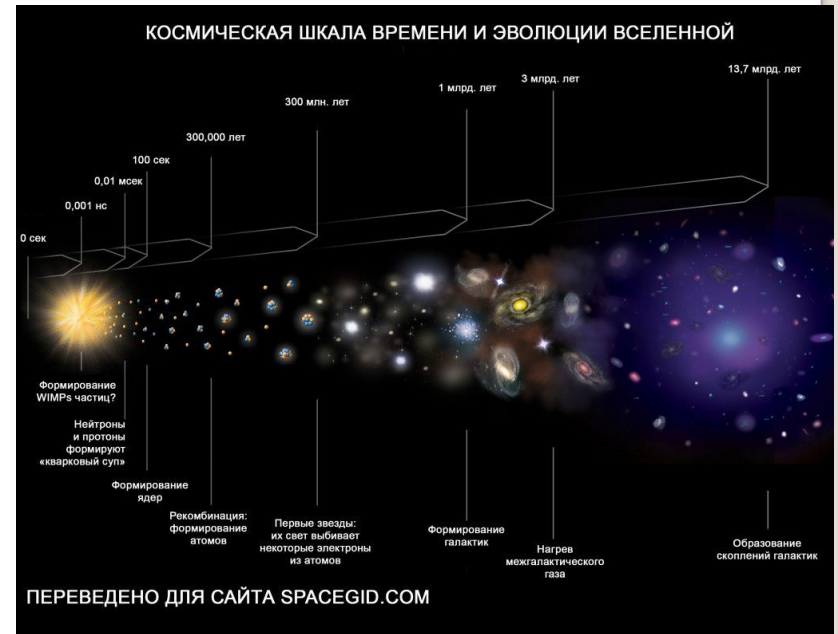 КОСМИЧЕСКАЯ ШКАЛА ВРЕМЕНИ И ЭВОЛЮЦИИ ВСЕЛЕННОЙ
0 сек
0,001 нс
0,01 мсек
100 сек
300,000 лет
300 млн. лет
1 млрд. лет
3 млрд. лет
13,7 млрд. лет
Формирование
WIMPs частиц?
Нейтроны
и протоны
формируют
«кварковый суп»
Формирование
ядер
Рекомбинация:
формирование
атомов
Первые звезды:
их свет выбивает
некоторые электроны
из атомов
Формирование
галактик
Нагрев
межгалактического
газа
Образование
скоплений галактик
ПЕРЕВЕДЕНО ДЛЯ САЙТА SPACEGID.COM